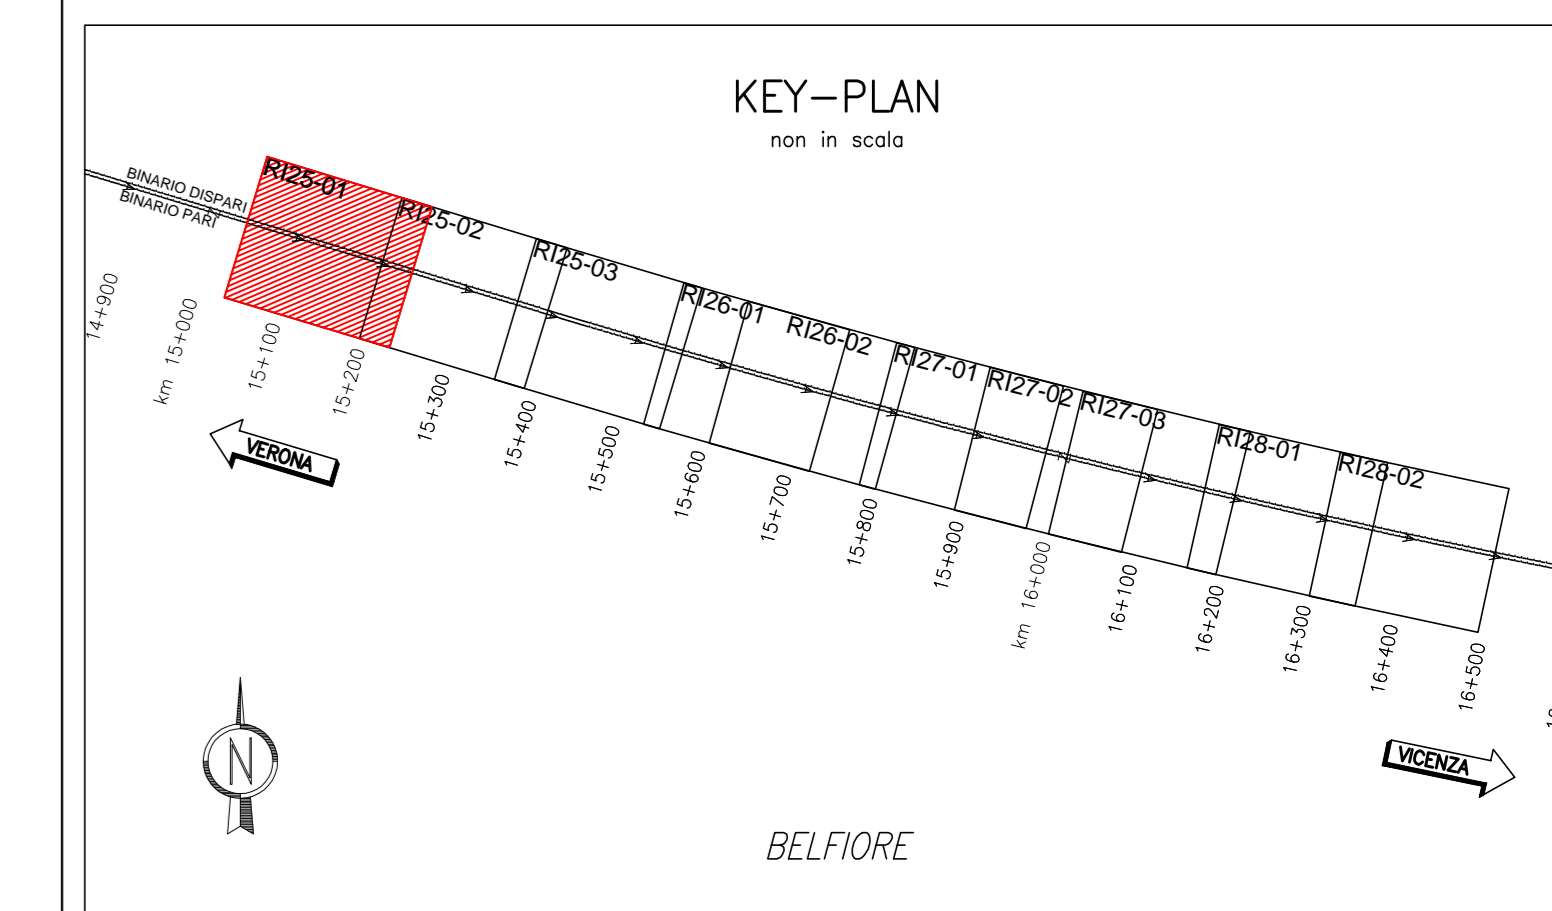 KEY-PLAN
non in scala
BINARIO DISPARI
BINARIO PARI
RI25-01
RI25-02
RI25-03
RI26-01
RI26-02
RI27-01
RI27-02
RI27-03
RI28-01
RI28-02
14+900
km 15+000
15+100
15+200
15+300
15+400
15+500
15+600
15+700
15+800
15+900
km 16+000
16+100
16+200
16+300
16+400
16+500
VERONA
VICENZA
N
BELFIORE